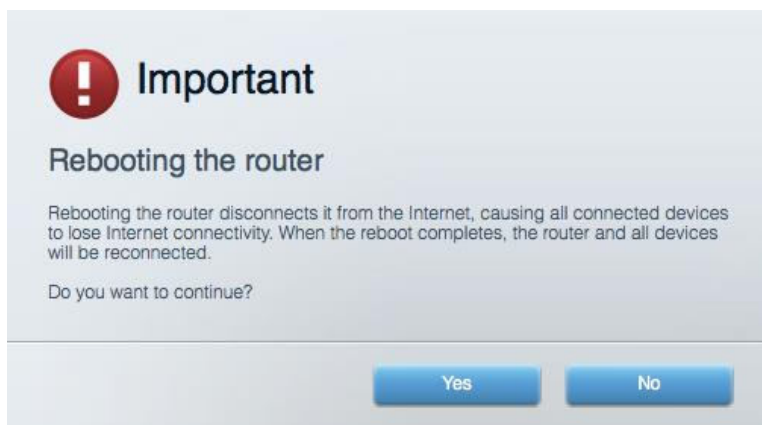 Important
Rebooting the router
Rebooting the router disconnects it from the Internet, causing all connected devices
to lose Internet connectivity. When the reboot completes, the router and all devices
will be reconnected.
Do you want to continue?
Yes No